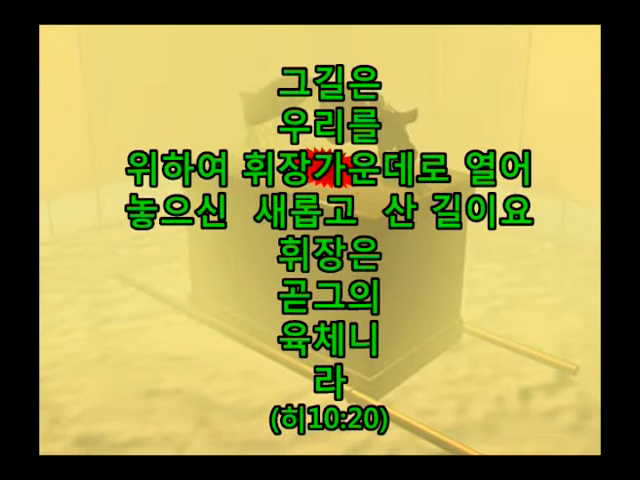 그길은
우리를
위하여 휘장가운데로 열어
놓으신 새롭고 산 길이요
휘장은
곧그의
육체니
라
(히10:20)